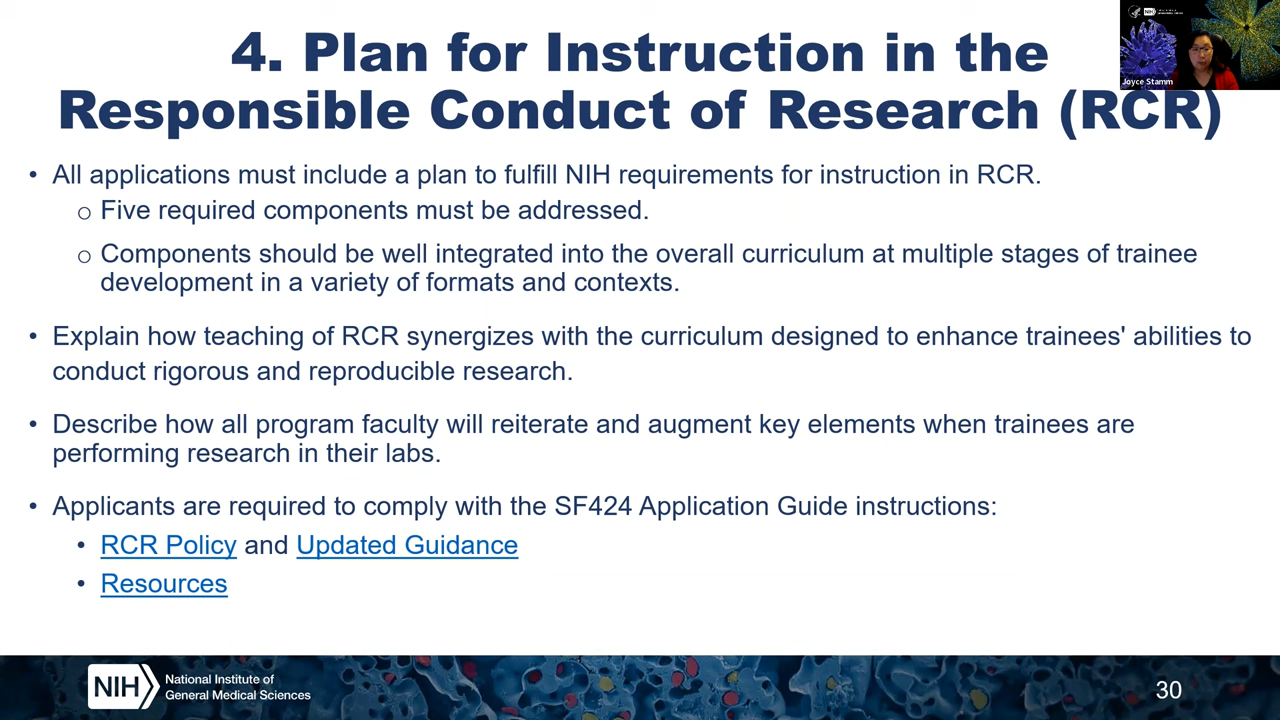 4. Plan for Instruction in the
Responsible Conduct of Research (RCR)
NIH
Joyce Stamm
• All applications must include a plan to fulfill NIH requirements for instruction in RCR.
o Five required components must be addressed.
o Components should be well integrated into the overall curriculum at multiple stages of trainee
development in a variety of formats and contexts.
• Explain how teaching of RCR synergizes with the curriculum designed to enhance trainees' abilities to
conduct rigorous and reproducible research.
• Describe how all program faculty will reiterate and augment key elements when trainees are
performing research in their labs.
• Applicants are required to comply with the SF424 Application Guide instructions:
• RCR Policy and Updated Guidance
• Resources
NIH
National Institute of
General Medical Sciences
30